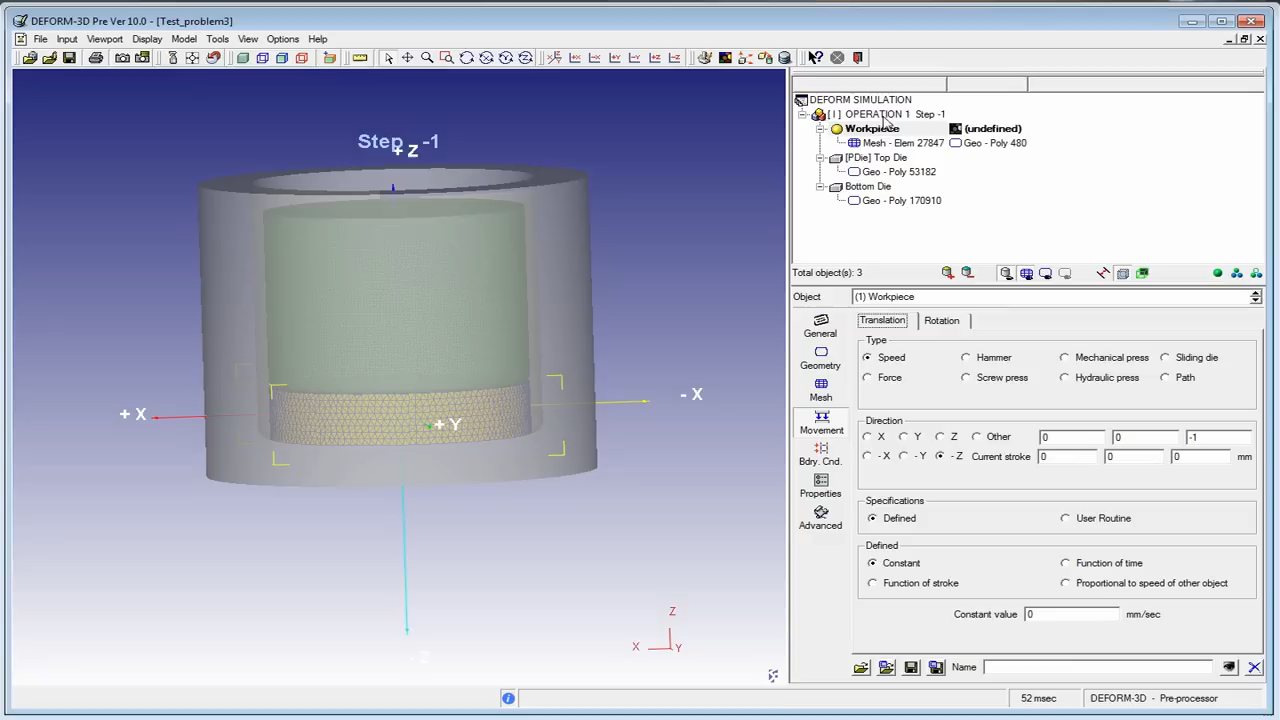 DEFORM-3D Pre Ver 10.0 - [Test_problem3]
File Input Viewport Display Model Tools View Options Help
DEFORM SIMULATION
[ I ] OPERATION 1 Step -1
Workpiece (undefined)
Mesh - Elem 27847 Geo - Poly 480
[PDie] Top Die
Geo - Poly 53182
Bottom Die
Geo - Poly 170910
Total object(s): 3
Step -1
+ Z
+ X
- X
+ Y
- Z
Z
X
Y
Object (1) Workpiece
General
Geometry
Mesh
Movement
Bdry. Cnd.
Properties
Advanced
Translation Rotation
Type
Speed Hammer Mechanical press Sliding die
Force Screw press Hydraulic press Path
Direction
X Y Z Other 0 0 -1
- X - Y - Z Current stroke 0 0 0 mm
Specifications
Defined User Routine
Defined
Constant Function of time
Function of stroke Proportional to speed of other object
Constant value 0 mm/sec
Name
52 msec DEFORM-3D - Pre-processor